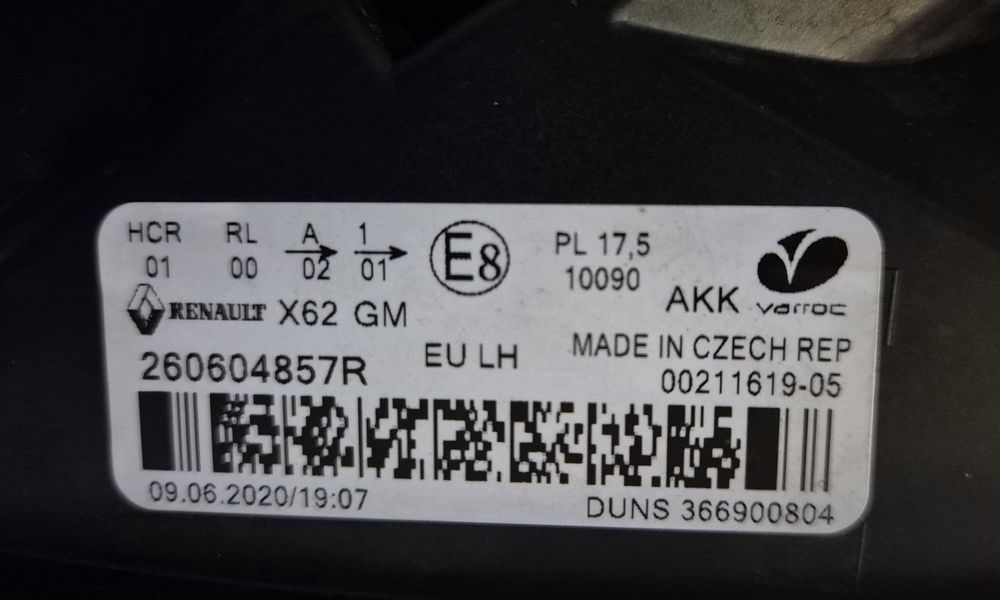 HCR RL A 1
01 00 02 01
E8
PL 17,5
10090
AKK varroc
RENAULT X62 GM
260604857R
EU LH
MADE IN CZECH REP
00211619-05
09.06.2020/19:07
DUNS 366900804